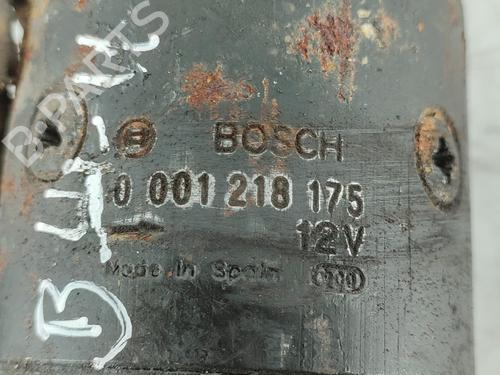 BOSCH
0 001 218 175
12V
Made in Spain
B-PARTS